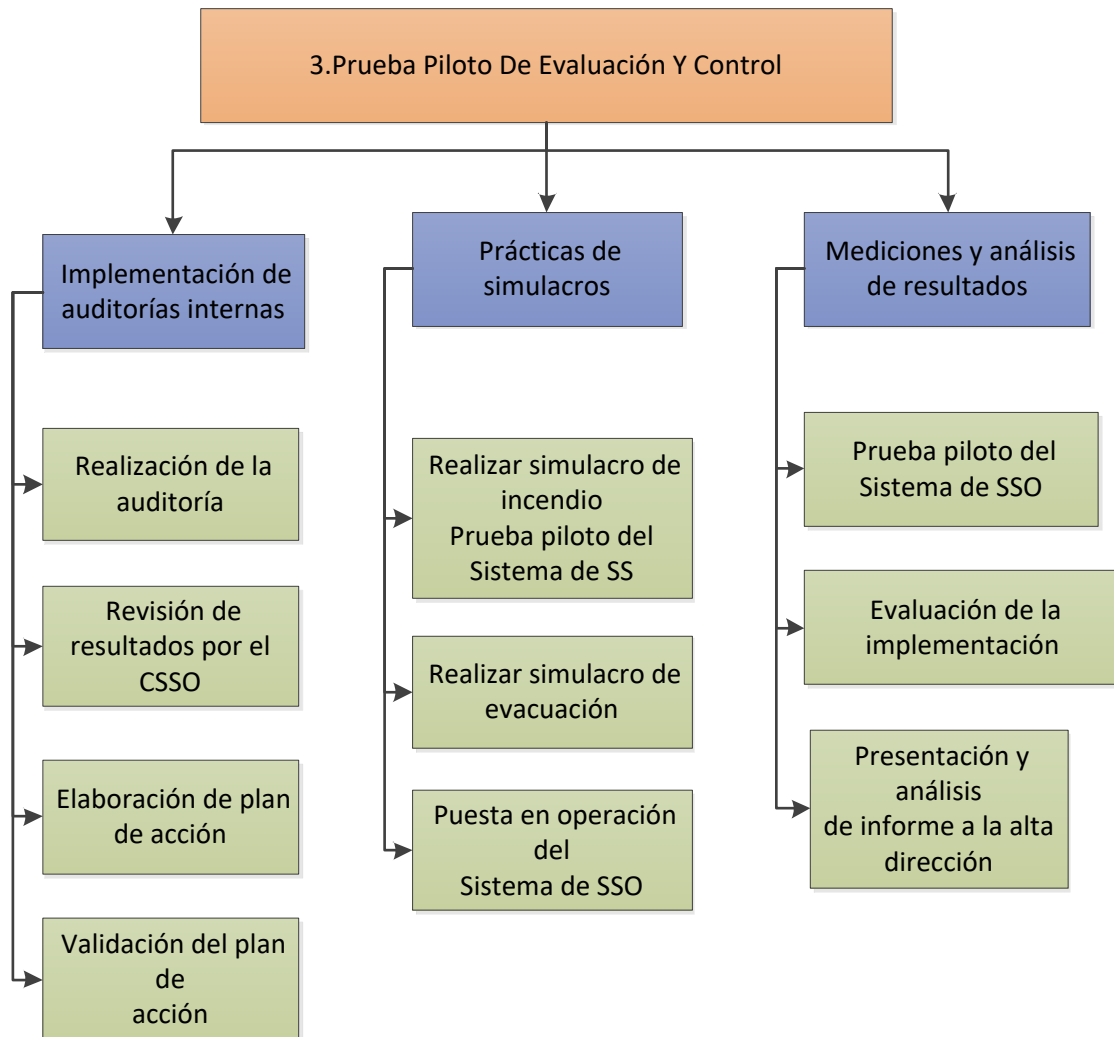 3.Prueba Piloto De Evaluación Y Control
Implementación de
auditorías internas
Realización de la
auditoría
Revisión de
resultados por el
CSSO
Elaboración de plan
de acción
Validación del plan
de
acción
Prácticas de
simulacros
Realizar simulacro de
incendio
Prueba piloto del
Sistema de SS
Realizar simulacro de
evacuación
Puesta en operación
del
Sistema de SSO
Mediciones y análisis
de resultados
Prueba piloto del
Sistema de SSO
Evaluación de la
implementación
Presentación y
análisis
de informe a la alta
dirección